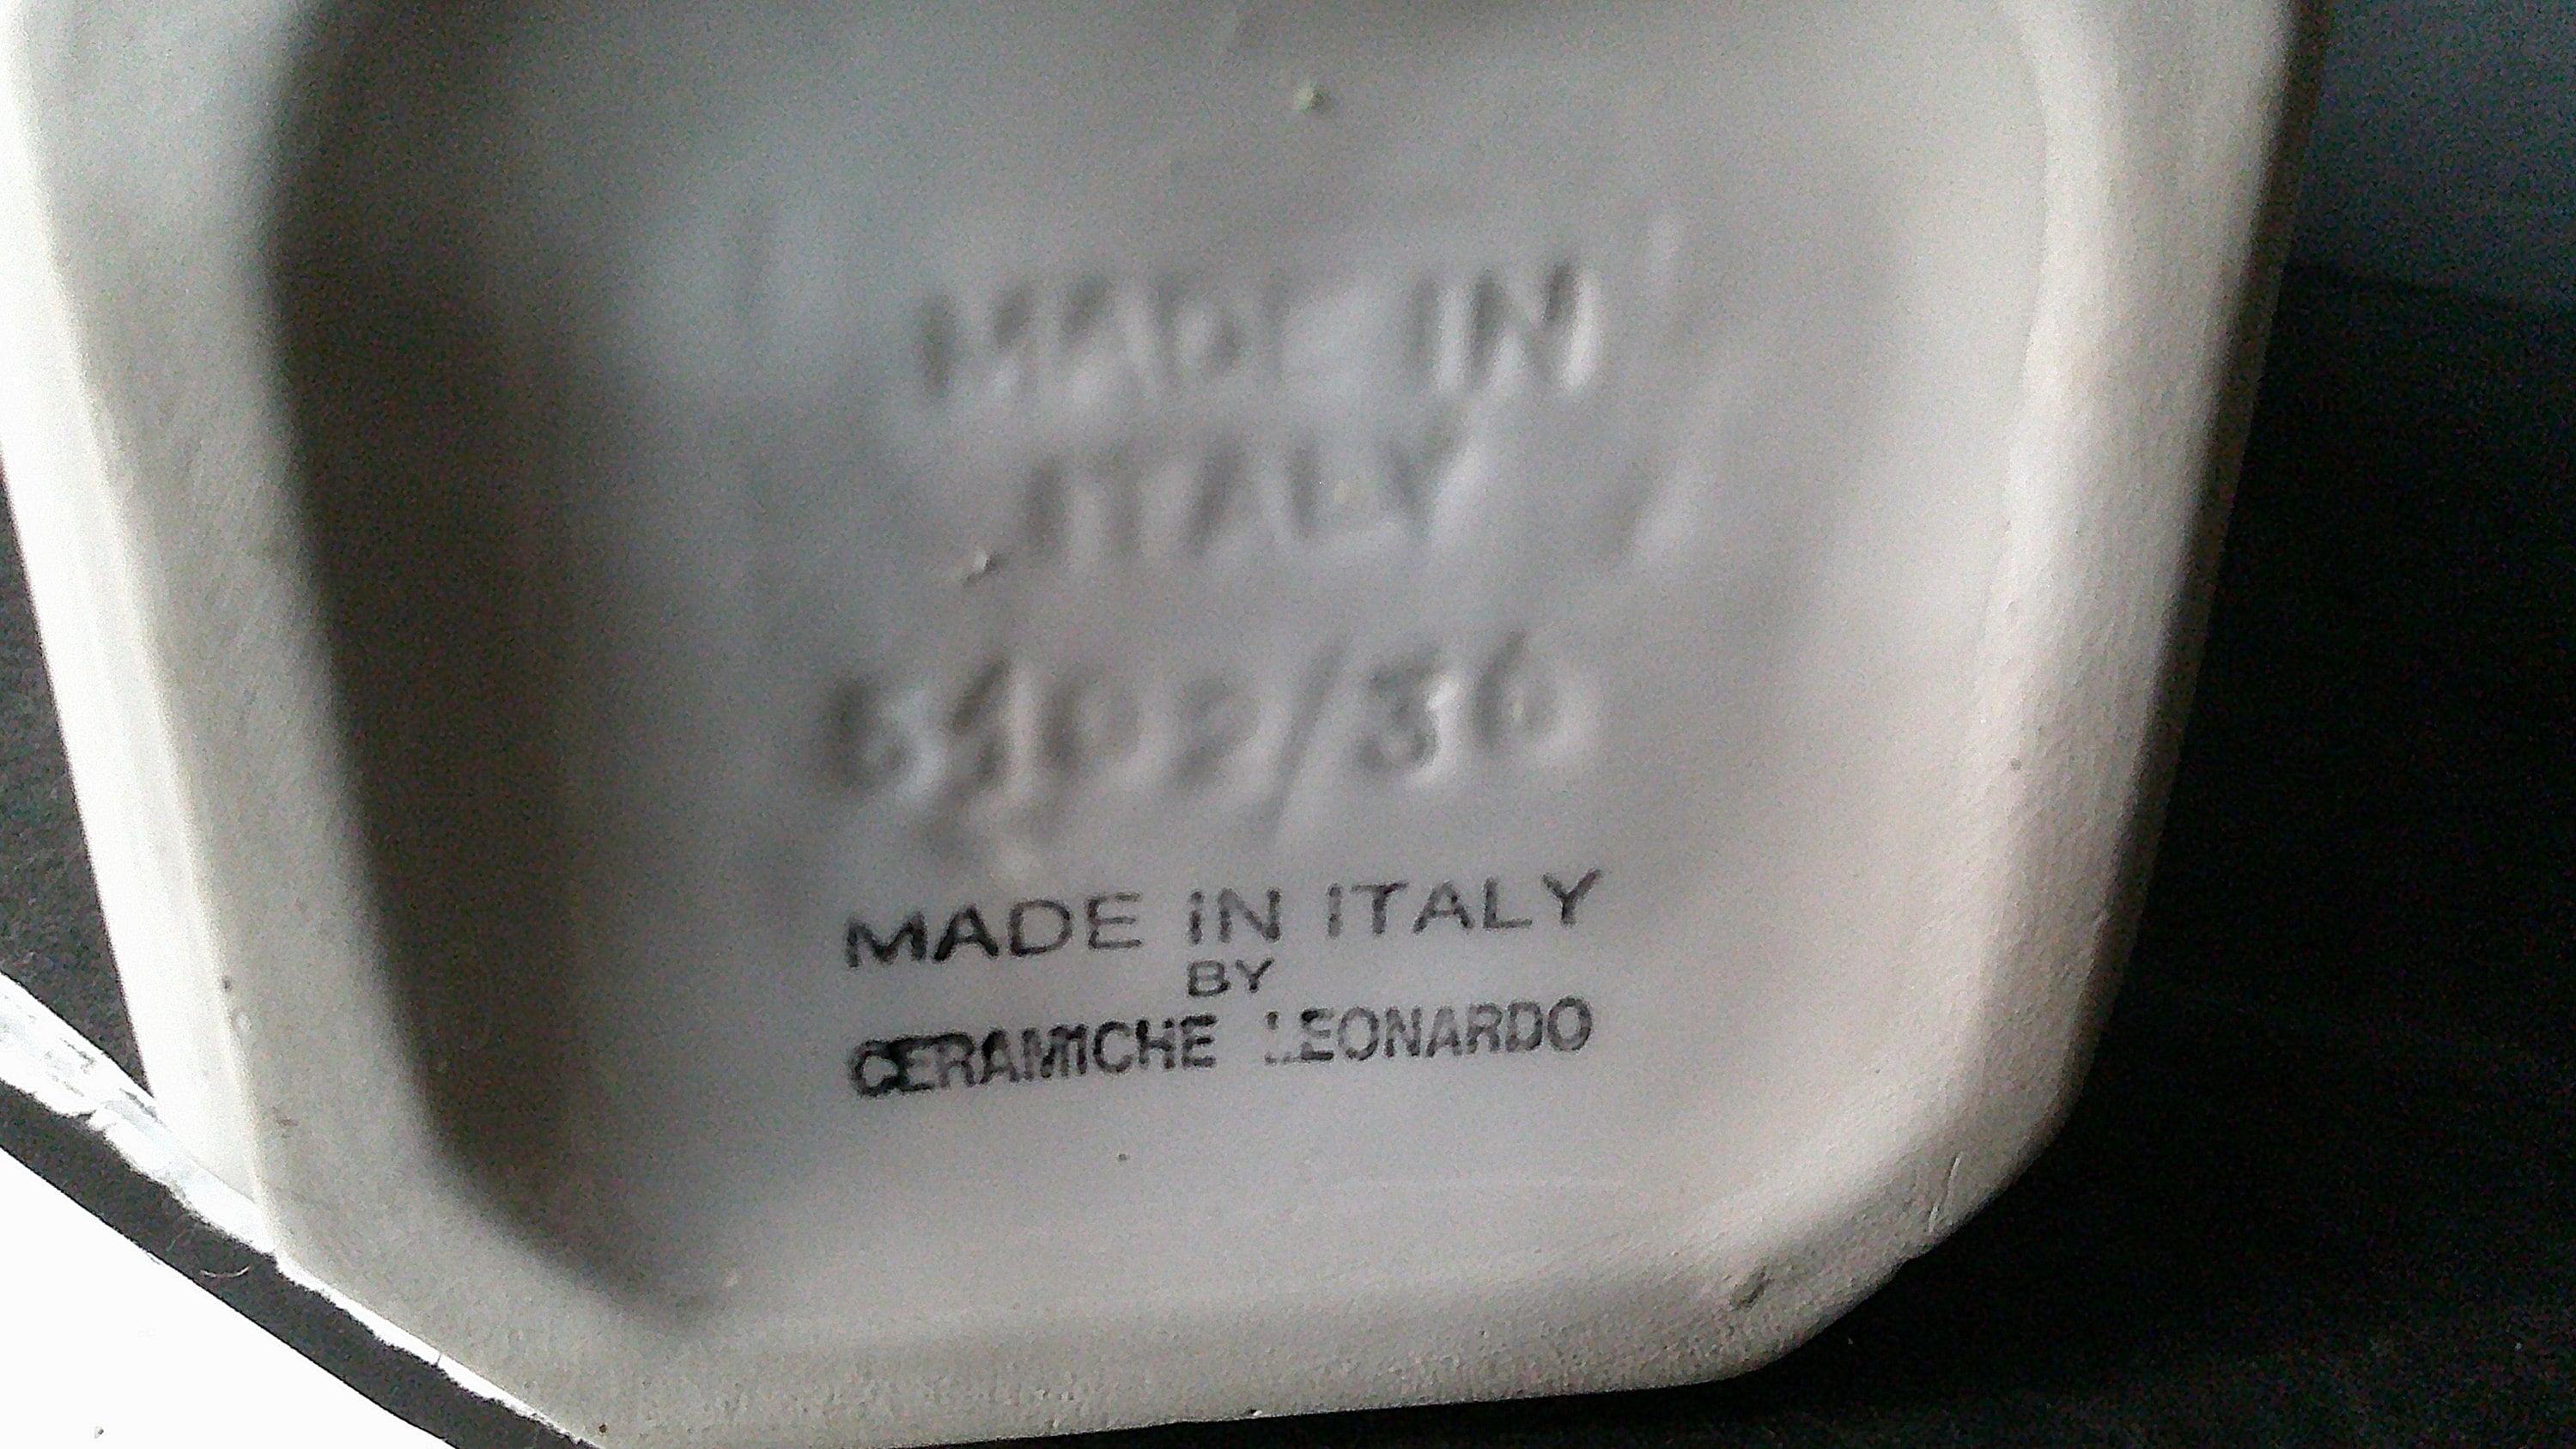 MADE IN
ITALY
MADE iN ITALY
BY
CERAMICHE LEONARDO